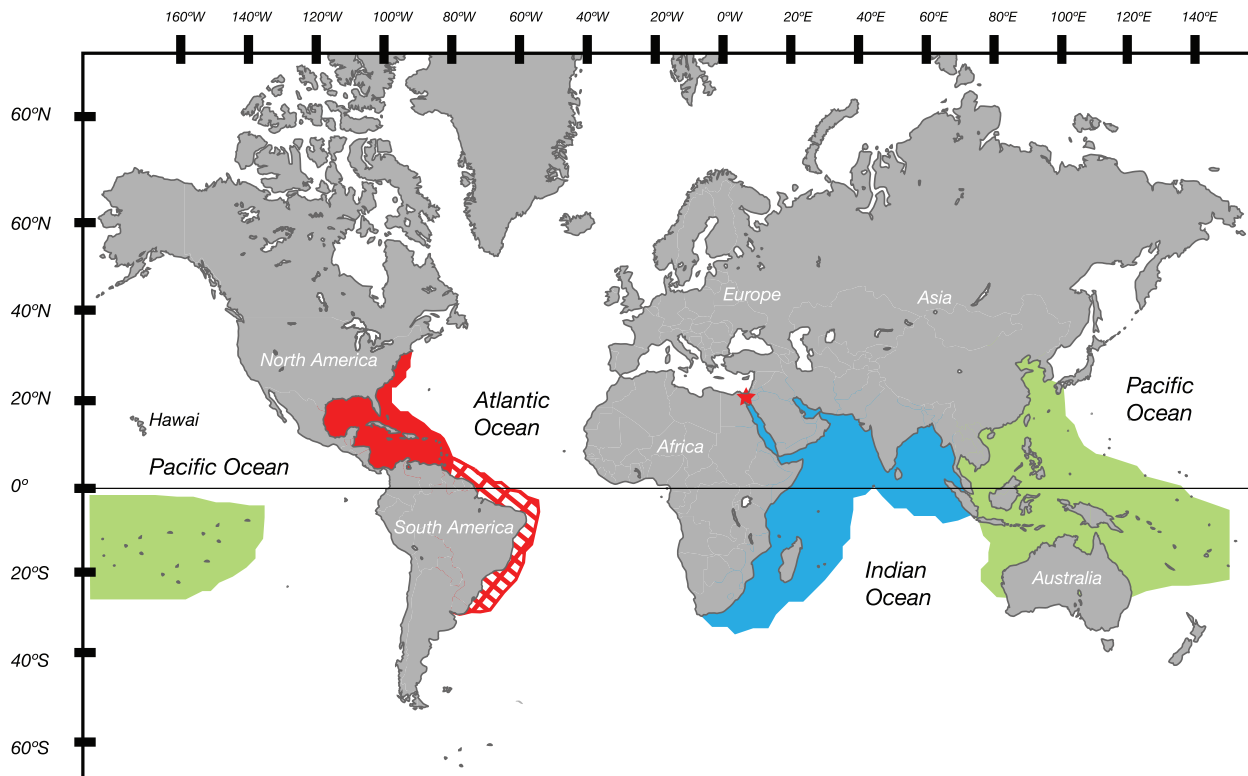 160ºW 140ºW 120ºW 100ºW 80ºW 60ºW 40ºW 20ºW 0ºW 20ºE 40ºE 60ºE 80ºE 100ºE 120ºE 140ºE
60ºN
60ºN
40ºN
20ºN
0º
20ºS
40ºS
60ºS
Europe
Asia
North America
Hawai
Atlantic
Ocean
Pacific
Ocean
Africa
Pacific Ocean
South America
Indian
Ocean
Australia